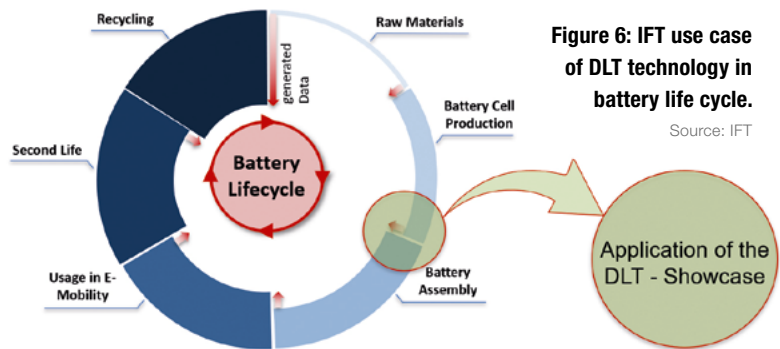 Recycling
Raw Materials
generated
Data
Figure 6: IFT use case
of DLT technology in
battery life cycle.
Source: IFT
Battery Cell
Production
Second Life
Battery
Lifecycle
Application of the
DLT - Showcase
Usage in E-
Mobility
Battery
Assembly